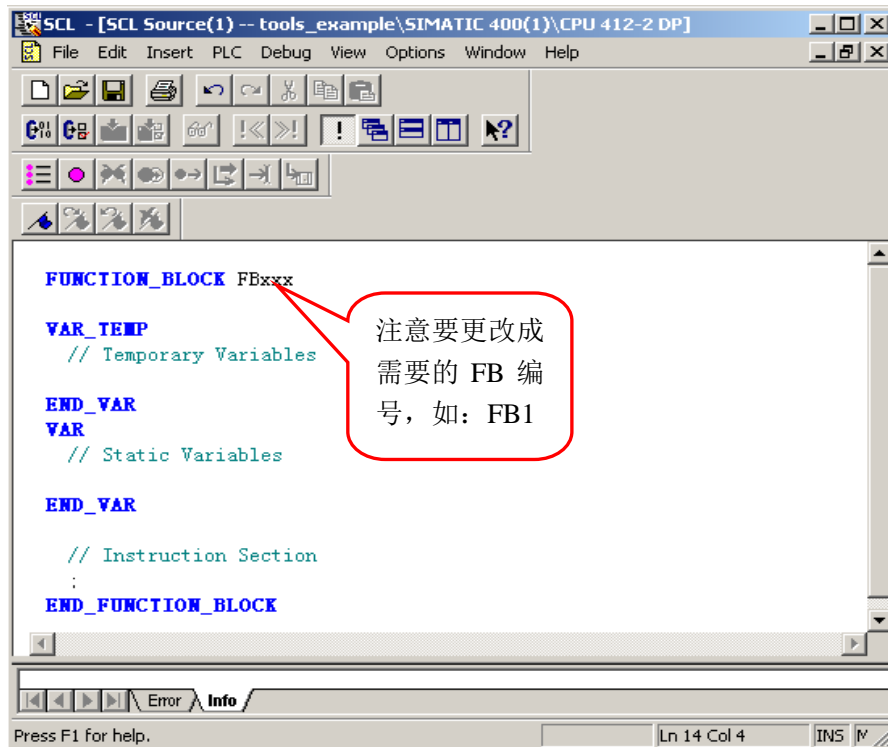 SCL - [SCL Source(1) -- tools_example\SIMATIC 400(1)\CPU 412-2 DP]
File Edit Insert PLC Debug View Options Window Help
FUNCTION_BLOCK FBxxx
VAR_TEMP
// Temporary Variables
END_VAR
VAR
// Static Variables
END_VAR
// Instruction Section
;
END_FUNCTION_BLOCK
注意要更改成
需要的 FB 编
号，如：FB1
Error Info
Press F1 for help.
Ln 14 Col 4
INS